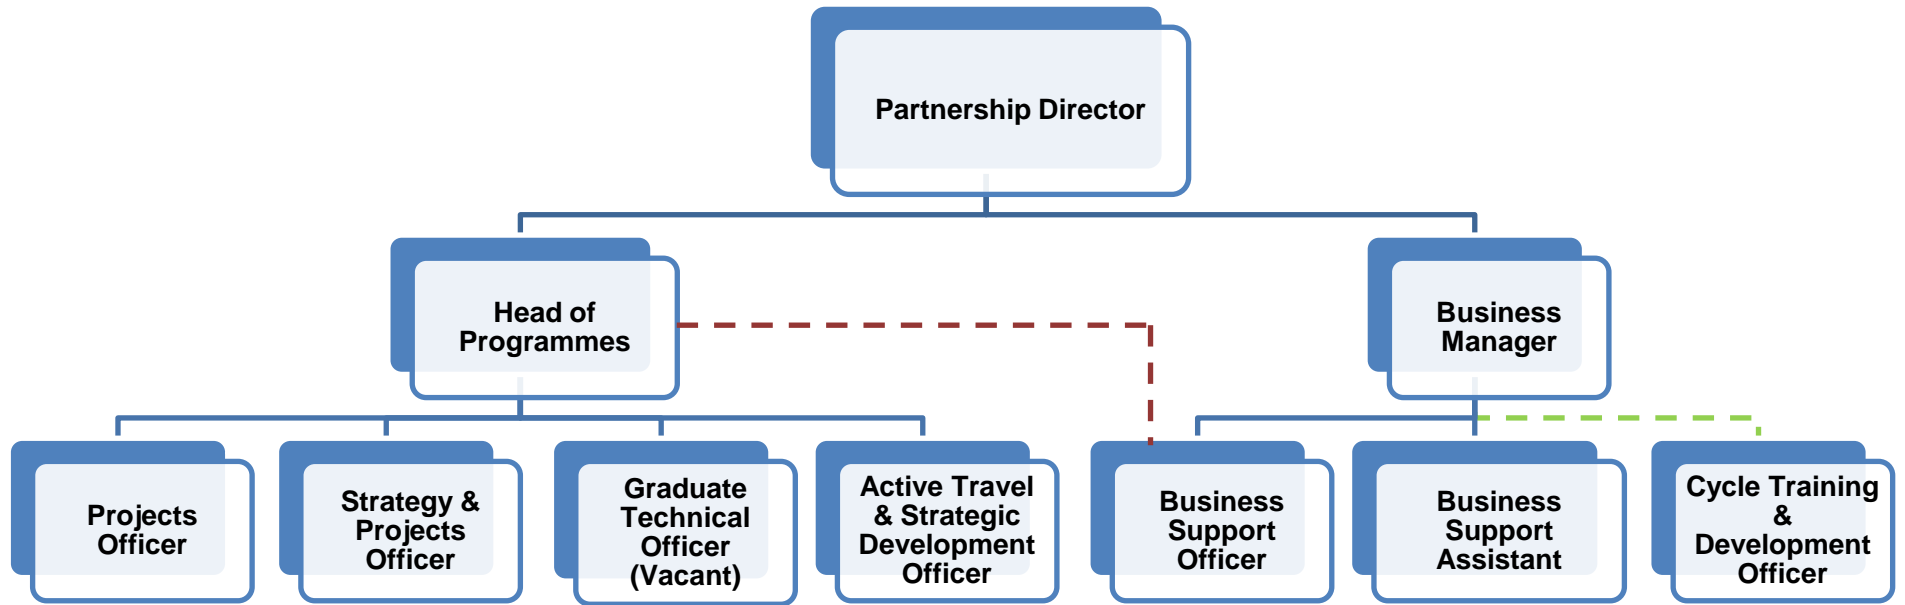 Partnership Director
Head of
Programmes
Business
Manager
Projects
Officer
Strategy &
Projects
Officer
Graduate
Technical
Officer
(Vacant)
Active Travel
& Strategic
Development
Officer
Business
Support
Officer
Business
Support
Assistant
Cycle Training
&
Development
Officer